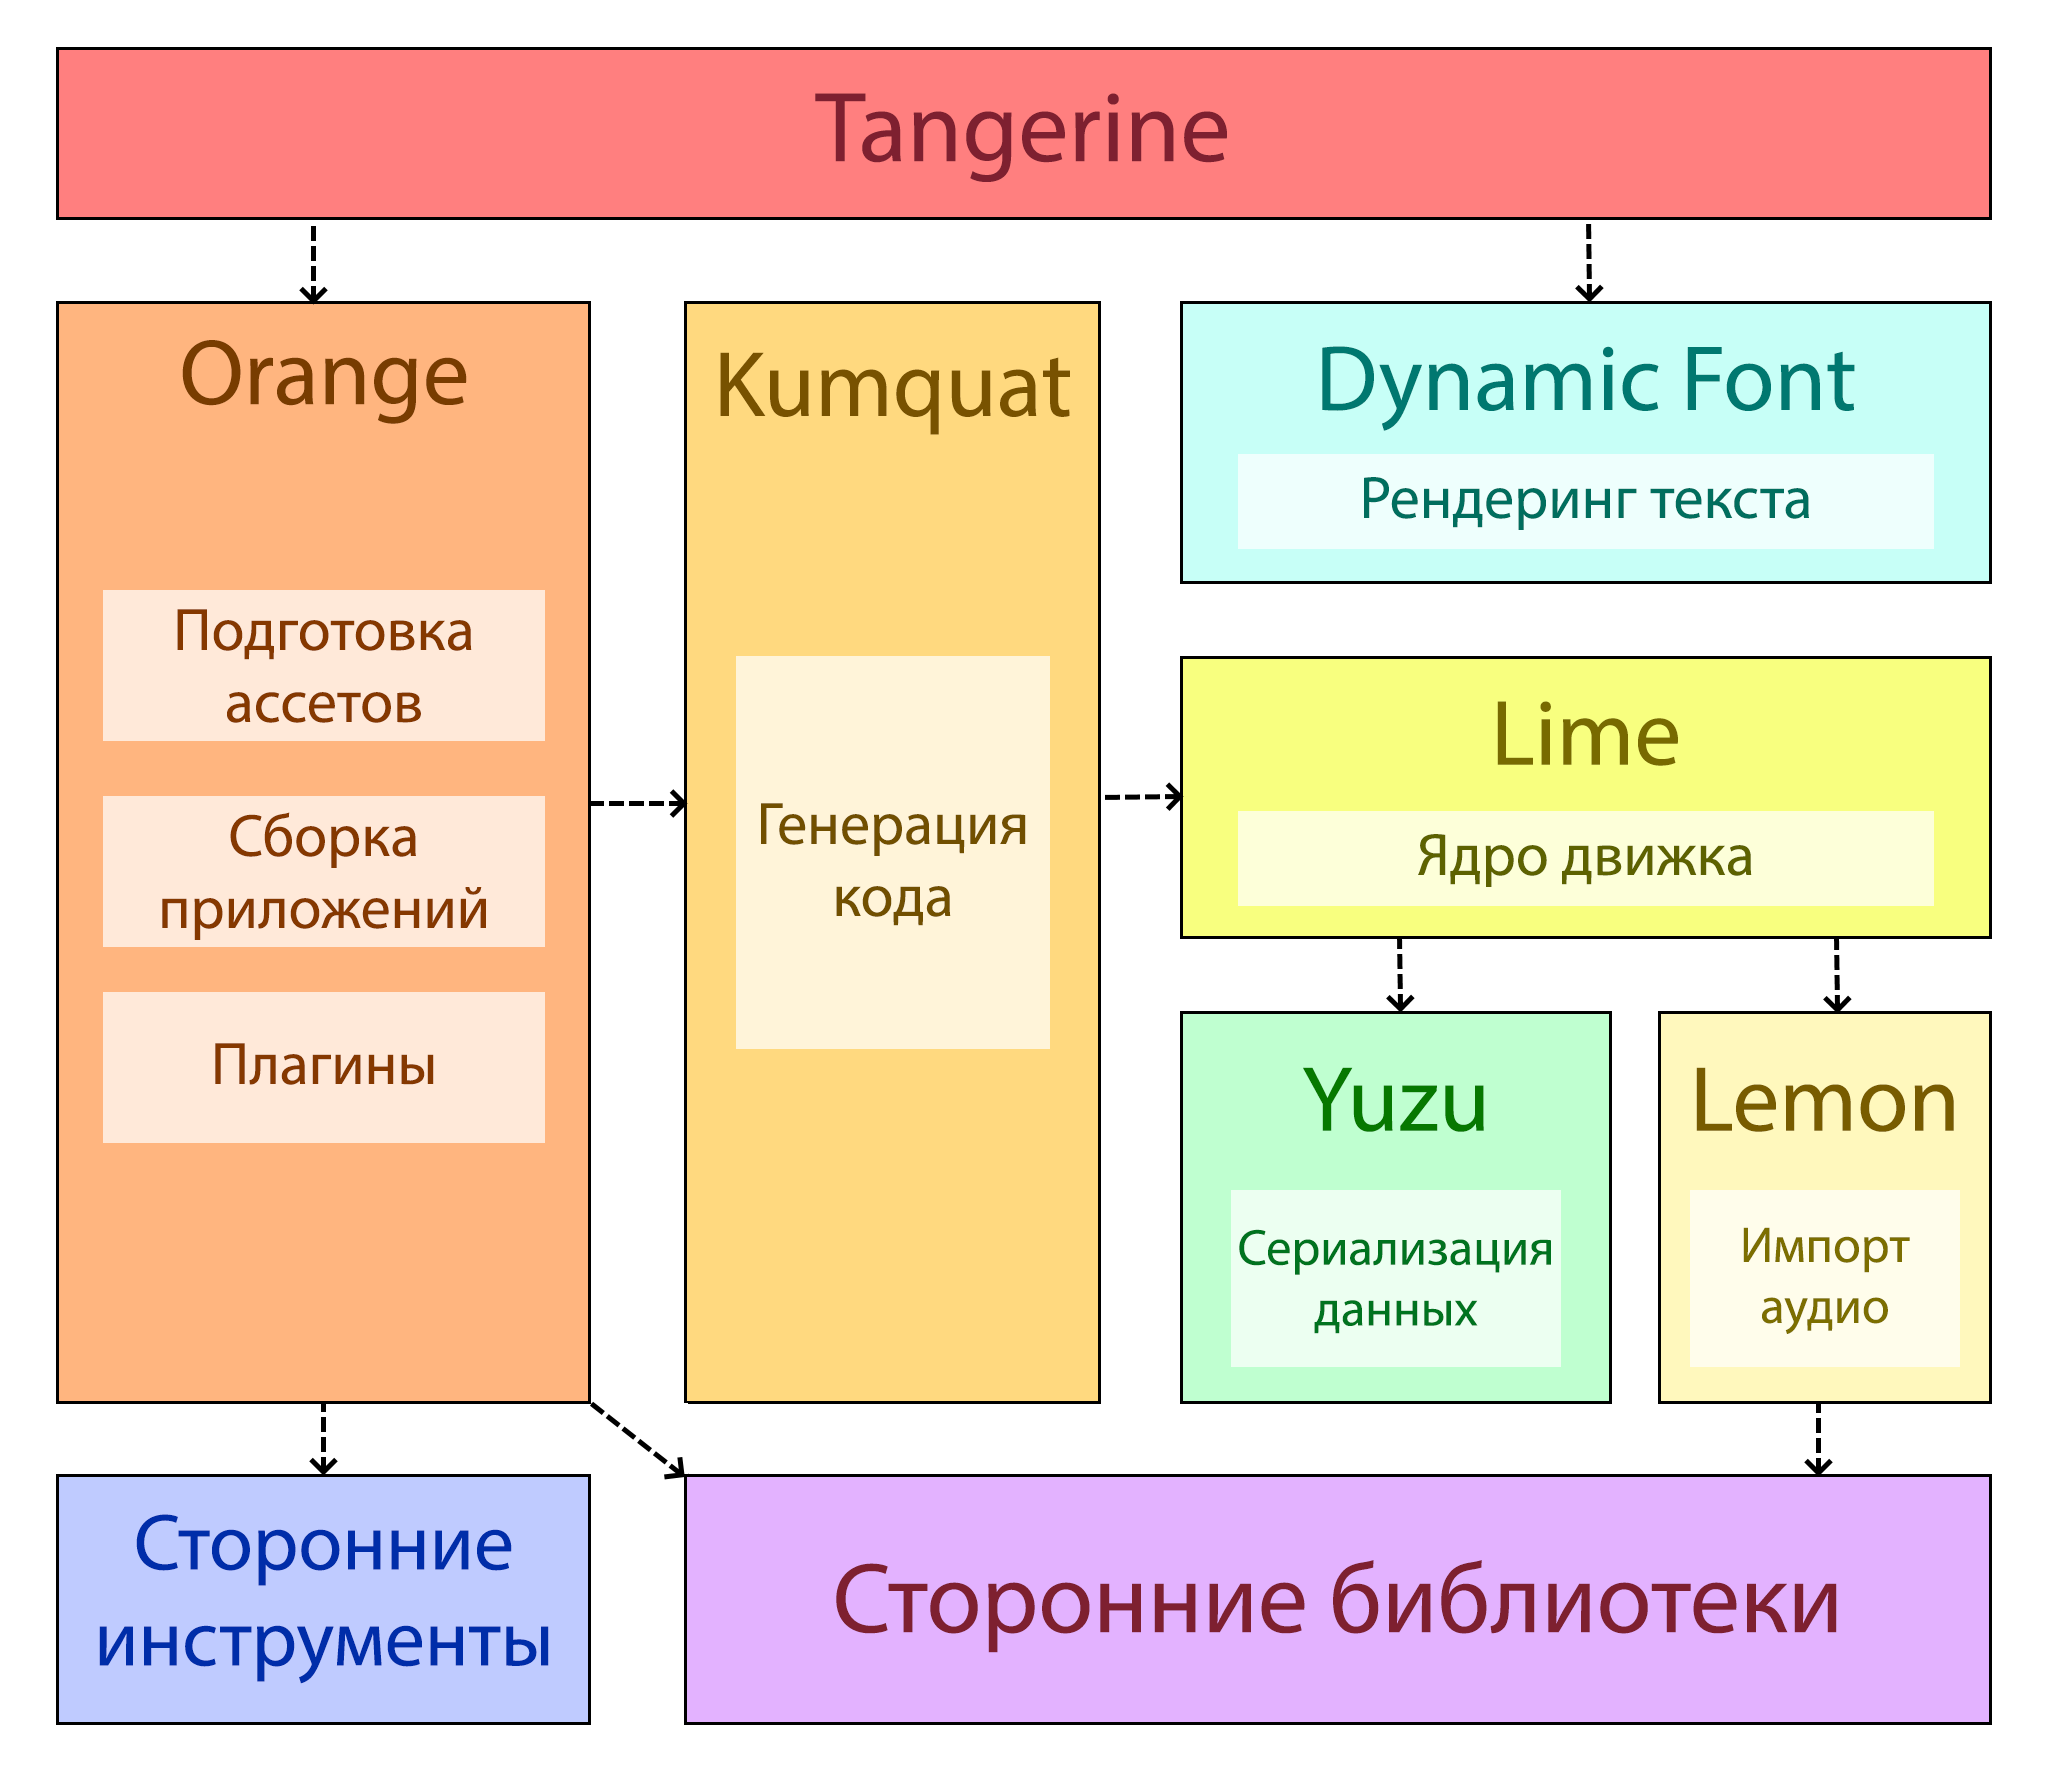 Tangerine
Orange
Подготовка
ассетов
Сборка
приложений
Плагины
Kumquat
Генерация
кода
Dynamic Font
Рендеринг текста
Lime
Ядро движка
Yuzu
Сериализация
данных
Lemon
Импорт
аудио
Сторонние
инструменты
Сторонние библиотеки